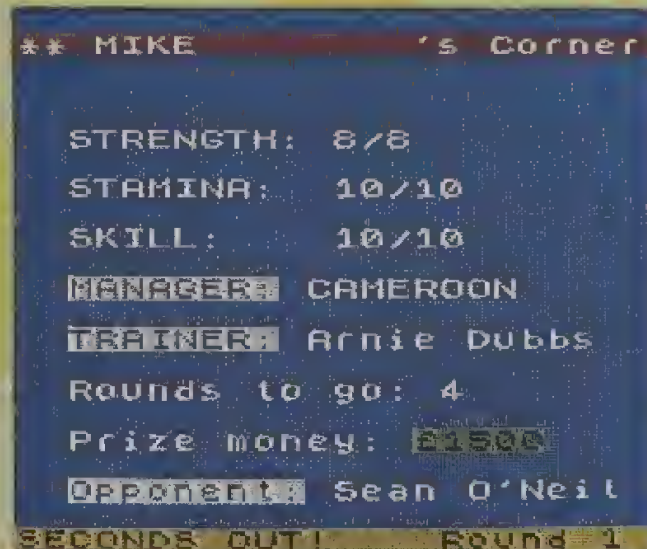 ** MIKE 's Corner
STRENGTH: 8/8
STAMINA: 10/10
SKILL: 10/10
MANAGER: CAMEROON
TRAINER: Arnie Dubbs
Rounds to go: 4
Prize money: £1500
Opponent: Sean O'Neil
SECONDS OUT! Round 1